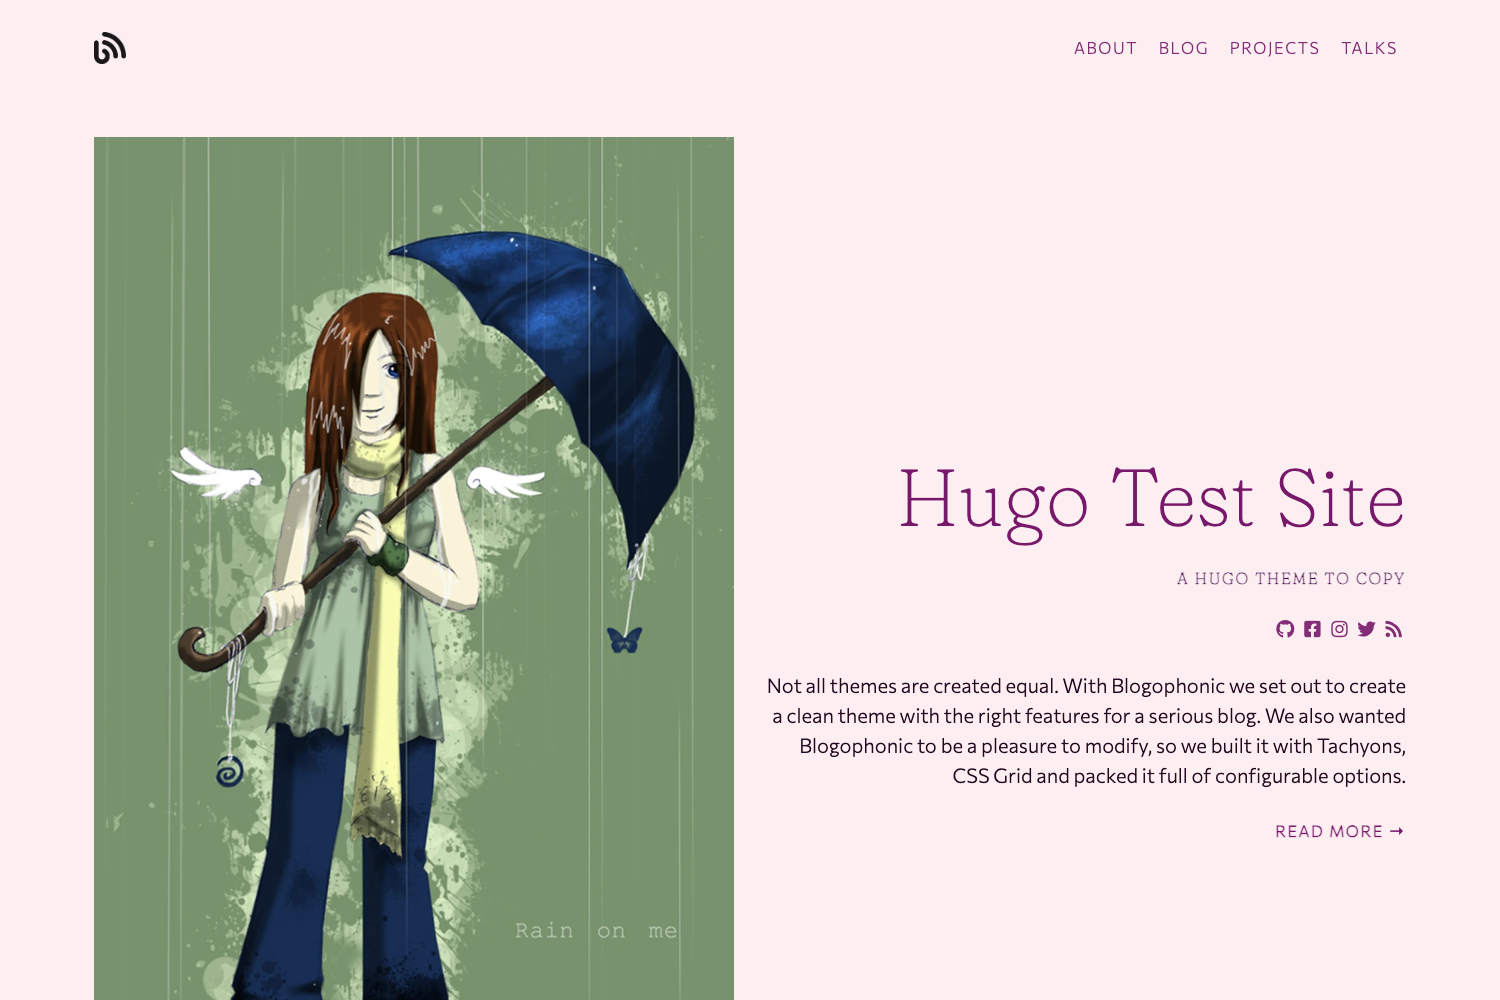 ABOUT BLOG PROJECTS TALKS
Rain on me
Hugo Test Site
A HUGO THEME TO COPY
Not all themes are created equal. With Blogophonic we set out to create
a clean theme with the right features for a serious blog. We also wanted
Blogophonic to be a pleasure to modify, so we built it with Tachyons,
CSS Grid and packed it full of configurable options.
READ MORE →